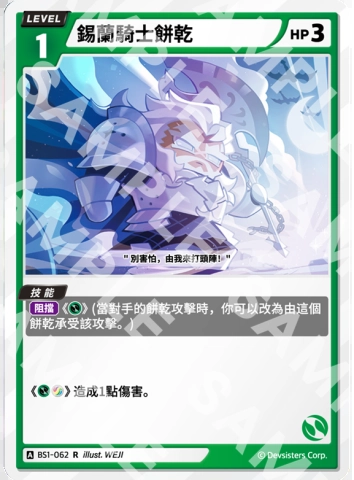 LEVEL
1
錫蘭騎士餅乾
HP3
"別害怕,由我來打頭陣!"
技能
阻擋 《》(當對手的餅乾攻擊時,你可以改為由這個
餅乾承受該攻擊。)
《》造成1點傷害。
A BS1-062 R illust. WEJI
© Devsisters Corp.
SAMPLE